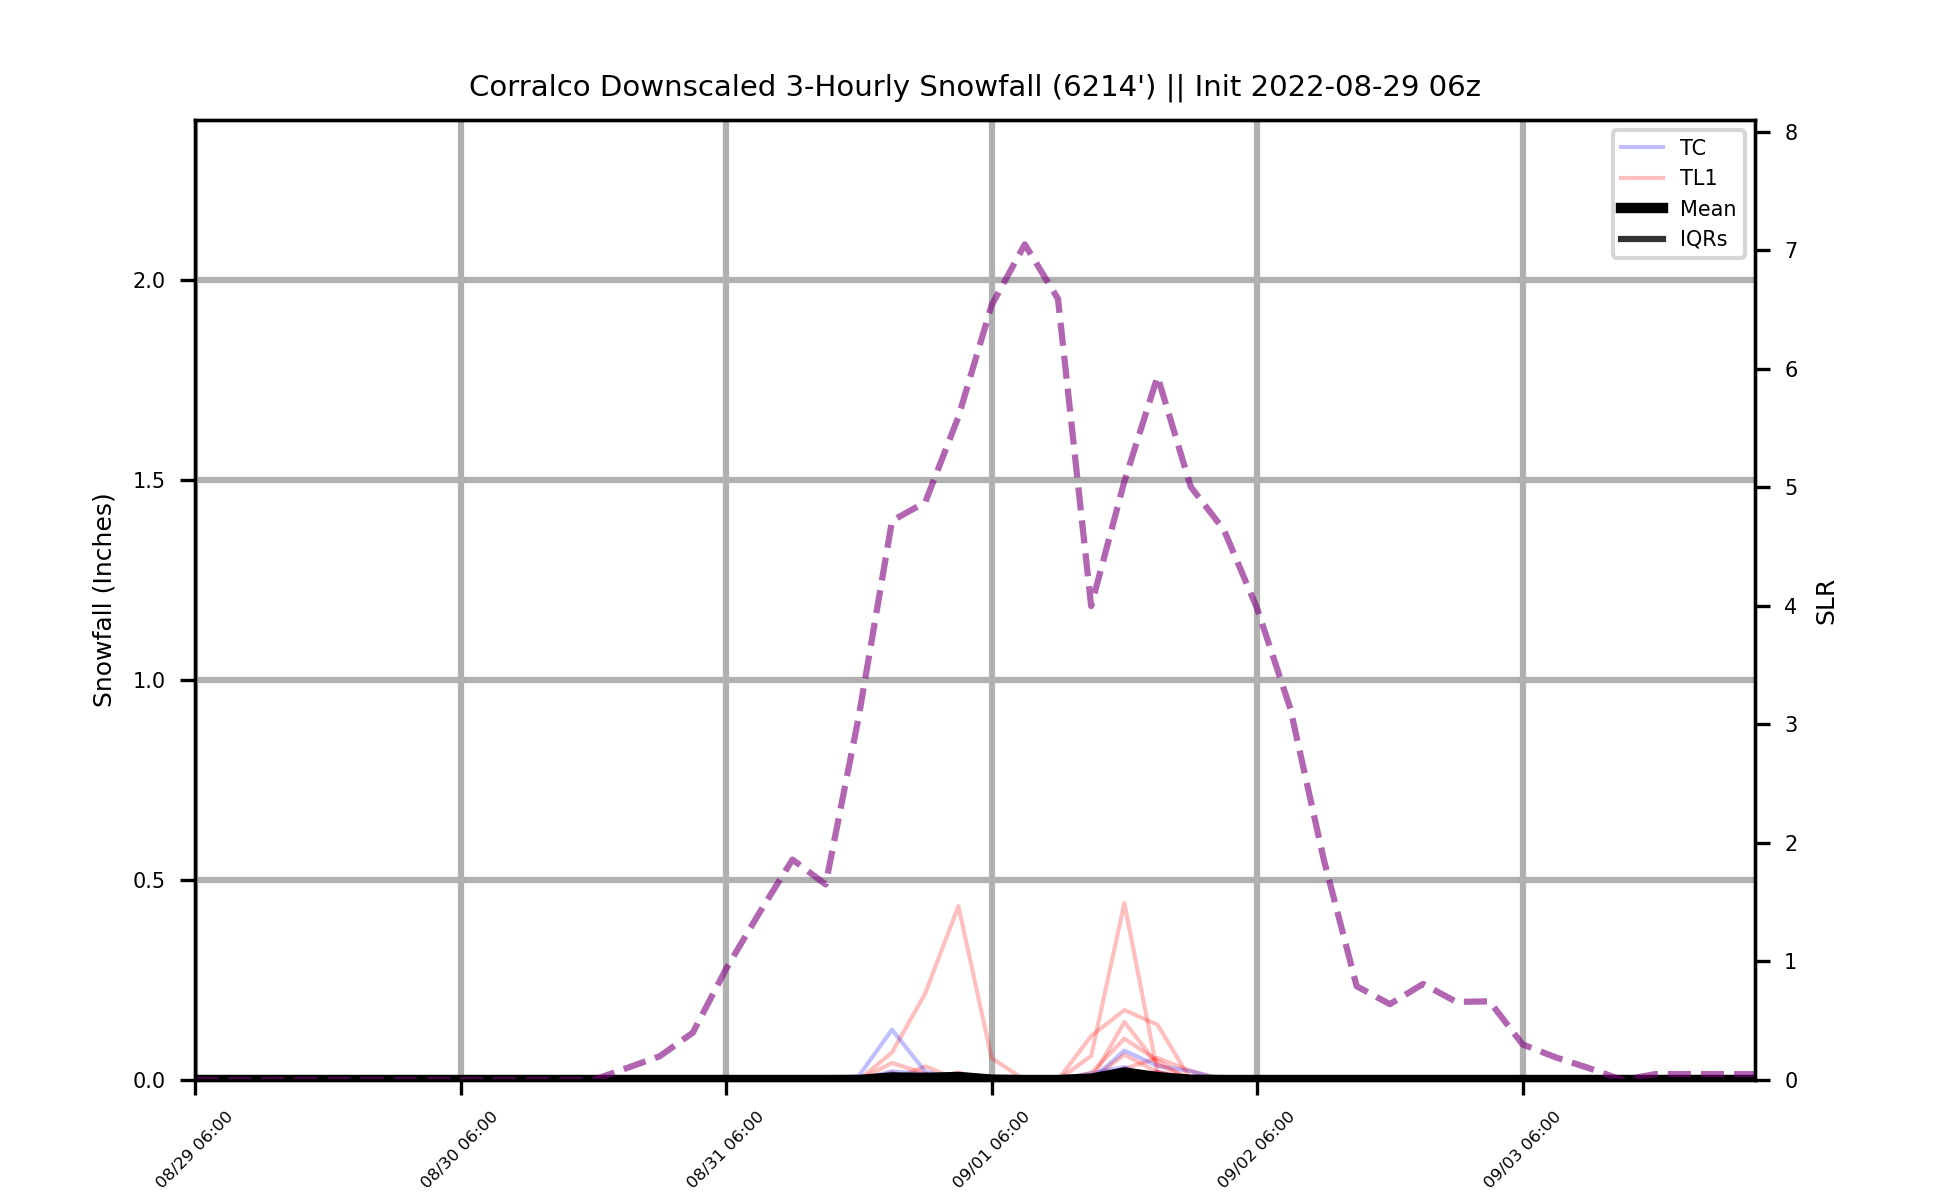 Corralco Downscaled 3-Hourly Snowfall (6214') || Init 2022-08-29 06z
TC
TL1
Mean
IQRs
Snowfall (Inches)
2.0
1.5
1.0
0.5
0.0
8
7
6
5
4
3
2
1
0
SLR
08/29 06:00
08/30 06:00
08/31 06:00
09/01 06:00
09/02 06:00
09/03 06:00